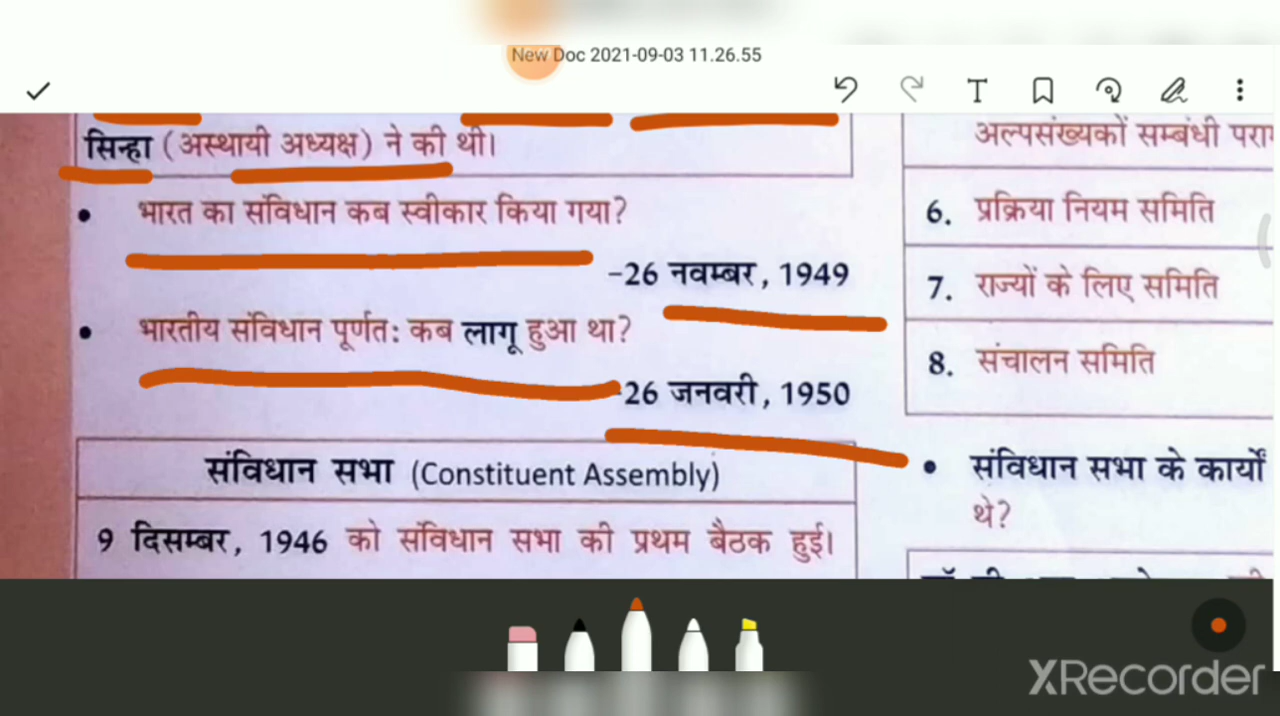 New Doc 2021-09-03 11.26.55
T
सिन्हा (अस्थायी अध्यक्ष) ने की थी।
• भारत का संविधान कब स्वीकार किया गया?
–26 नवम्बर, 1949
• भारतीय संविधान पूर्णत: कब लागू हुआ था?
-26 जनवरी, 1950
संविधान सभा (Constituent Assembly)
9 दिसम्बर, 1946 को संविधान सभा की प्रथम बैठक हुई।
अल्पसंख्यकों सम्बंधी
6. प्रक्रिया नियम समिति
7. राज्यों के लिए समिति
8. संचालन समिति
• संविधान सभा के कार्यों
थे?
XRecorder